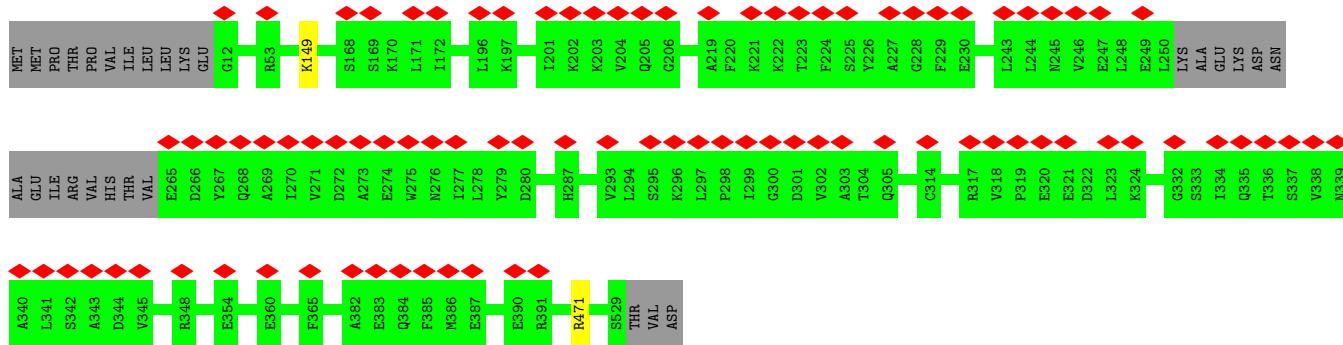 MET MET PRO THR PRO VAL ILE LEU LEU LYS GLU G12 R53 K149 S168 S169 K170 L171 I172 L196 K197 I201 K202 K203 V204 Q205 G206 A219 F220 K221 K222 T223 F224 S225 Y226 A227 G228 F229 E230 L243 L244 N245 V246 E247 L248 E249 L250 LYS ALA GLU LYS ASP ASN
ALA GLU ILE ARG VAL HIS THR VAL E265 D266 Y267 Q268 A269 I270 V271 D272 A273 E274 W275 N276 I277 L278 Y279 D280 H287 V293 L294 S295 K296 L297 P298 I299 G300 D301 V302 A303 T304 Q305 C314 R317 V318 P319 E320 E321 D322 L323 K324 G332 S333 I334 Q335 T336 S337 V338 N339
A340 L341 S342 A343 D344 V345 R348 E354 E360 F365 A382 E383 Q384 F385 M386 E387 E390 R391 R471 S529 THR VAL ASP